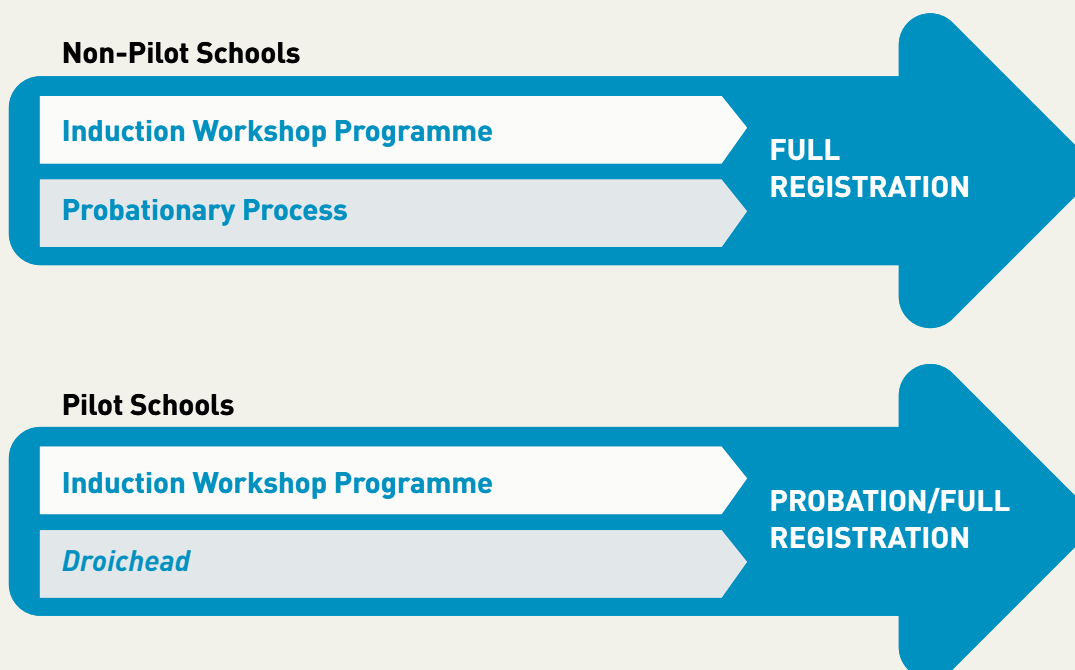 Non-Pilot Schools
Induction Workshop Programme
Probationary Process
FULL
REGISTRATION
Pilot Schools
Induction Workshop Programme
Droichead
PROBATION/FULL
REGISTRATION